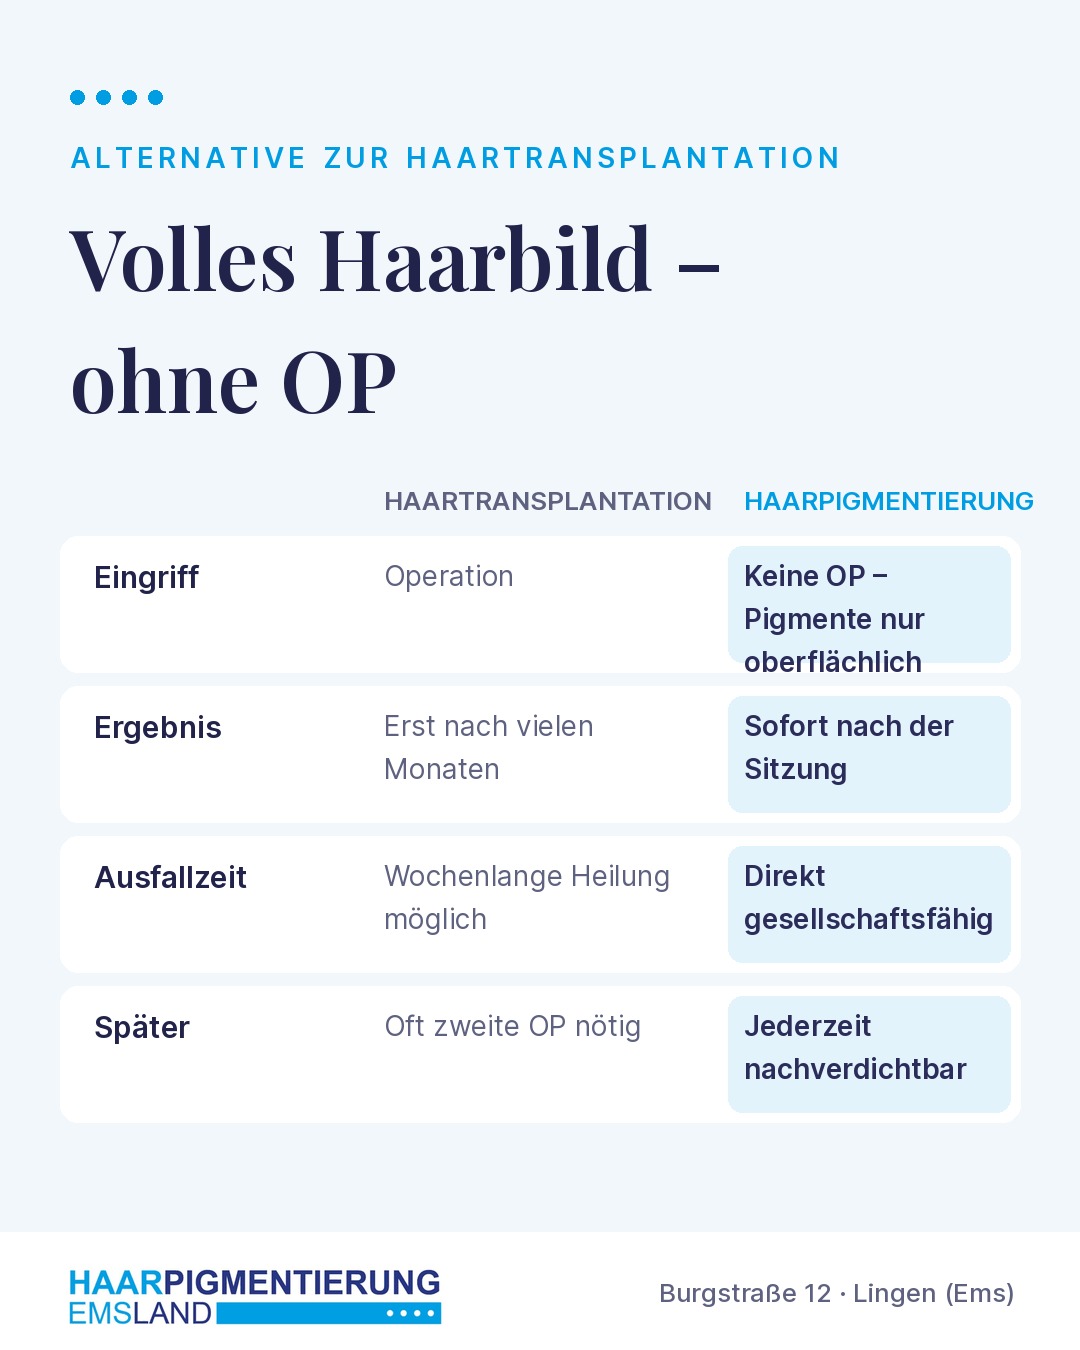 ALTERNATIVE ZUR HAARTRANSPLANTATION
Volles Haarbild –
ohne OP
HAARTRANSPLANTATION HAARPIGMENTIERUNG
Eingriff
Operation
Keine OP –
Pigmente nur
oberflächlich
Ergebnis
Erst nach vielen
Monaten
Sofort nach der
Sitzung
Ausfallzeit
Wochenlange Heilung
möglich
Direkt
gesellschaftsfähig
Später
Oft zweite OP nötig
Jederzeit
nachverdichtbar
HAARPIGMENTIERUNG
EMSLAND
Burgstraße 12 · Lingen (Ems)